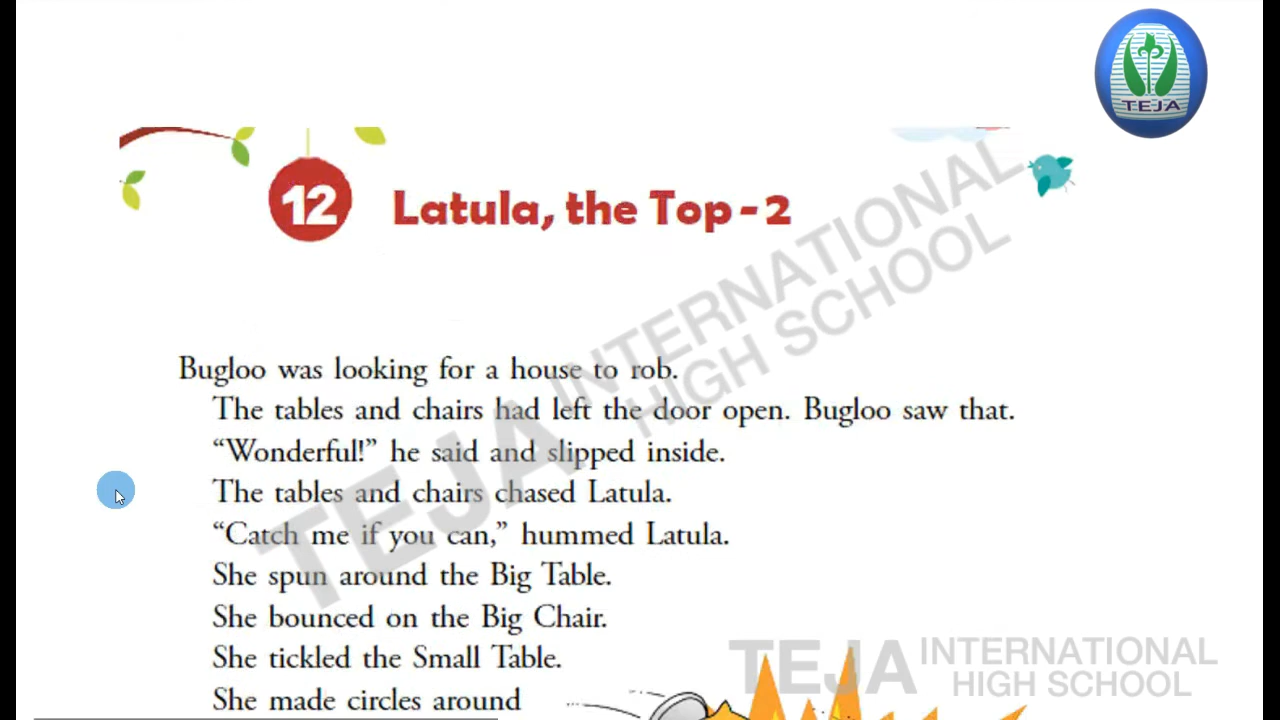 TEJA
12 Latula, the Top - 2
TEJA INTERNATIONAL
HIGH SCHOOL
Bugloo was looking for a house to rob.
The tables and chairs had left the door open. Bugloo saw that.
“Wonderful!” he said and slipped inside.
The tables and chairs chased Latula.
“Catch me if you can,” hummed Latula.
She spun around the Big Table.
She bounced on the Big Chair.
She tickled the Small Table.
She made circles around
TEJA INTERNATIONAL
HIGH SCHOOL